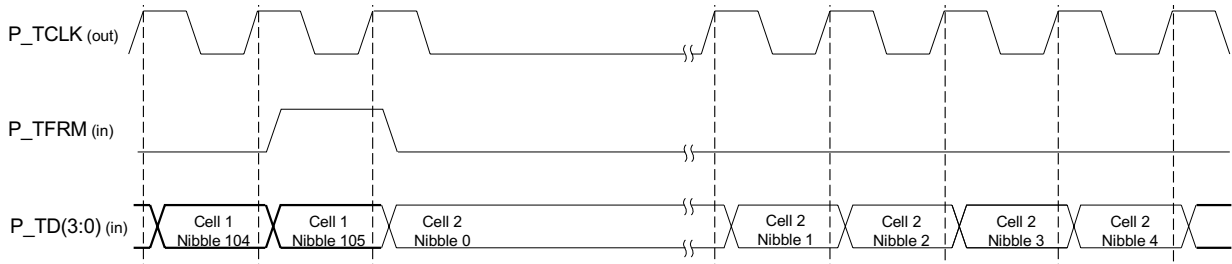 P_TCLK (out)
P_TFRM (in)
P_TD(3:0) (in)
Cell 1
Nibble 104
Cell 1
Nibble 105
Cell 2
Nibble 0
Cell 2
Nibble 1
Cell 2
Nibble 2
Cell 2
Nibble 3
Cell 2
Nibble 4